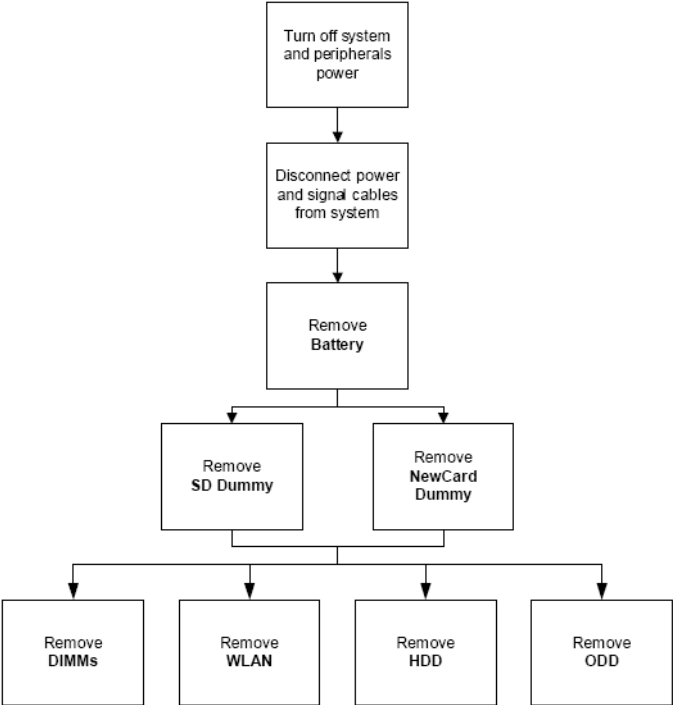 Turn off system
and peripherals
power
Disconnect power
and signal cables
from system
Remove
Battery
Remove
SD Dummy
Remove
NewCard
Dummy
Remove
DIMMs
Remove
WLAN
Remove
HDD
Remove
ODD